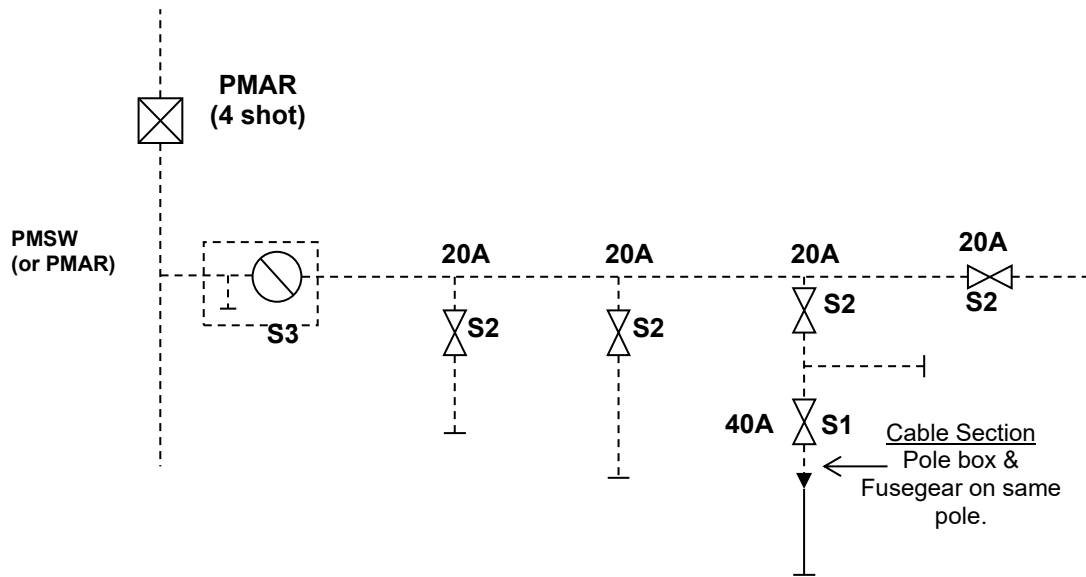 PMAR
(4 shot)
PMSW
(or PMAR)
S3
20A
S2
20A
S2
20A
S2
20A
S2
40A
S1
Cable Section
Pole box &
Fusegear on same
pole.